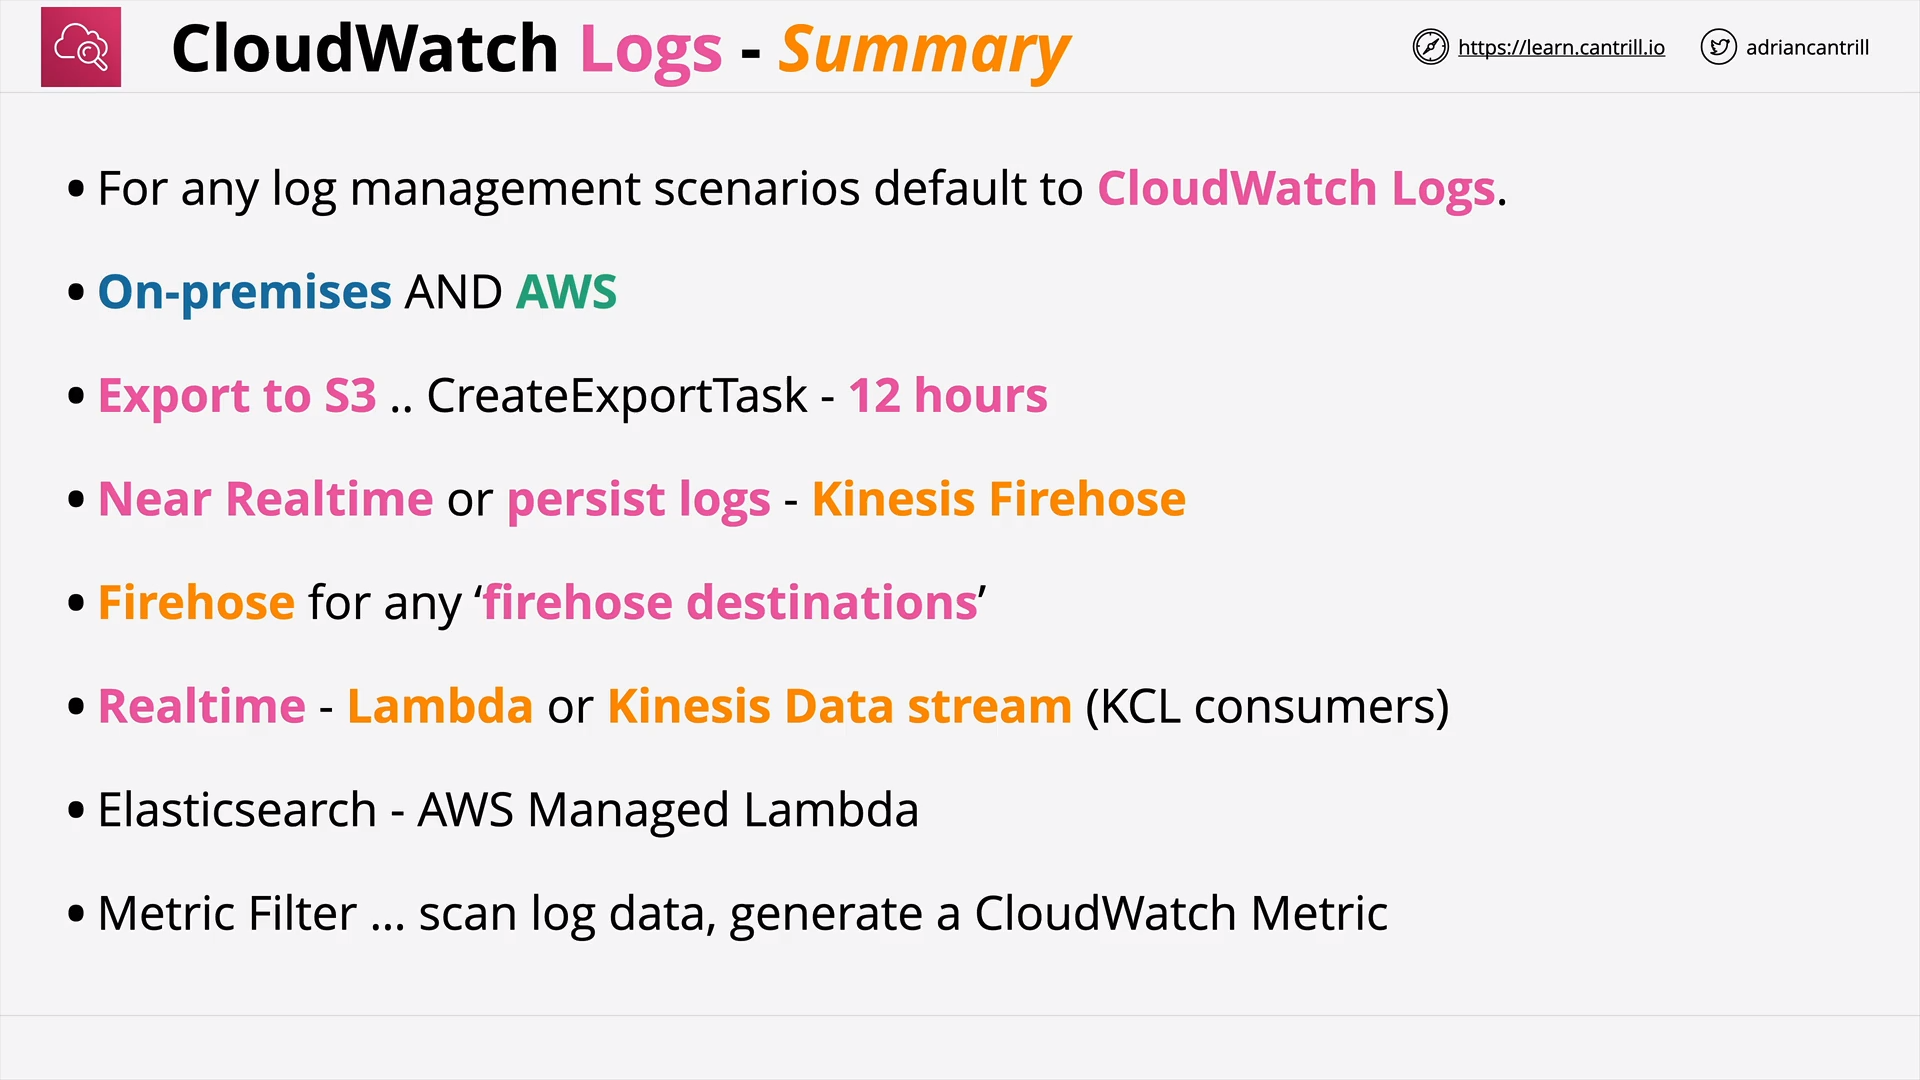 CloudWatch Logs - Summary
https://learn.cantrill.io
adriancantrill
• For any log management scenarios default to CloudWatch Logs.
• On-premises AND AWS
• Export to S3 .. CreateExportTask - 12 hours
• Near Realtime or persist logs - Kinesis Firehose
• Firehose for any ‘firehose destinations’
• Realtime - Lambda or Kinesis Data stream (KCL consumers)
• Elasticsearch - AWS Managed Lambda
• Metric Filter ... scan log data, generate a CloudWatch Metric